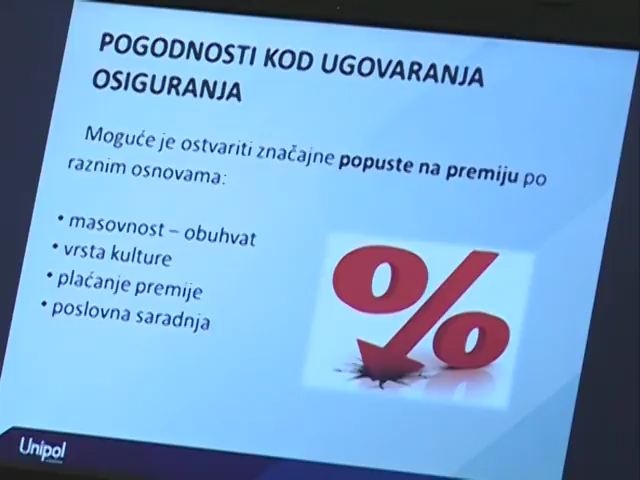 POGODNOSTI KOD UGOVARANJA
OSIGURANJA
Moguće je ostvariti značajne popuste na premiju po
raznim osnovama:
• masovnost – obuhvat
• vrsta kulture
• plaćanje premije
• poslovna saradnja
%
Unipol